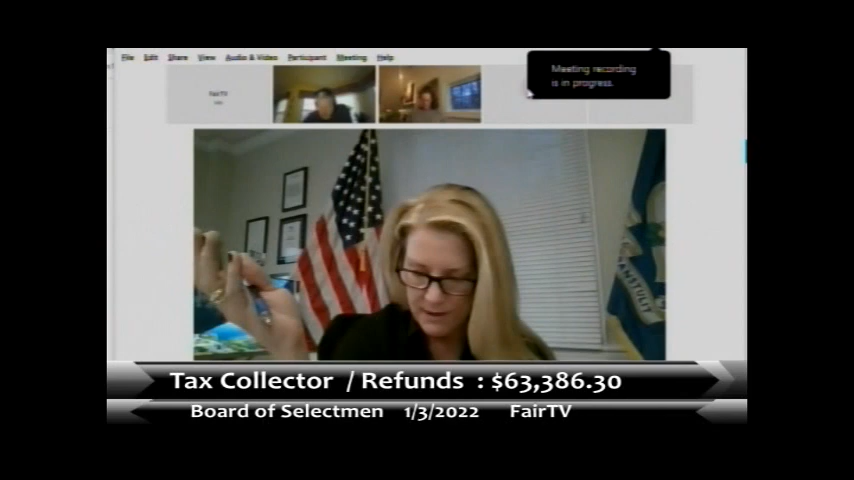 File Edit Share View Audio & Video Participant Meeting Help
Meeting recording
is in progress.
ANSTULIT
Tax Collector / Refunds : $63,386.30
Board of Selectmen 1/3/2022 FairTV